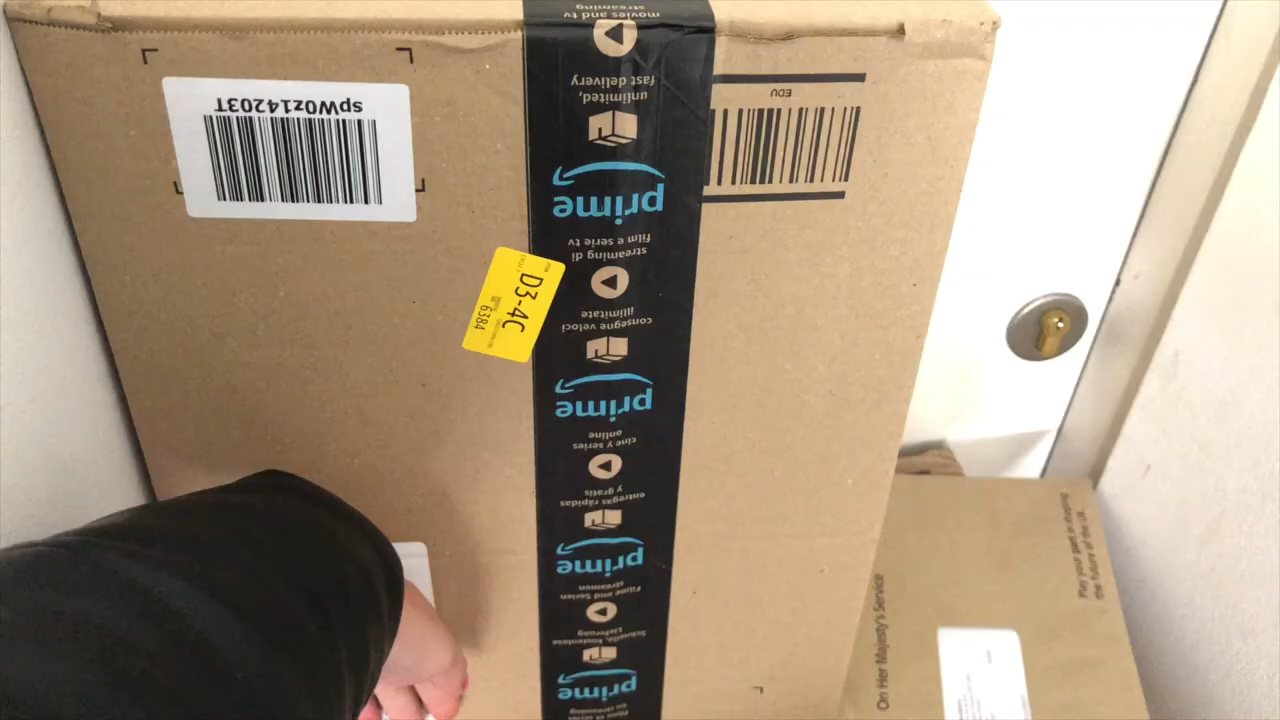 movies and tv
streaming
fast delivery
unlimited,
prime
film e serie tv
streaming di
illimitate
consegne veloci
prime
online
cine y series
y gratis
entregas rápidas
prime
streamen
Filme und Serien
Lieferung
Schnelle, kostenlose
prime
en streaming
spW0z14203T
EDU
D3-4C
6384
On Her Majesty's Service
Play your part in shaping
the future of the UK.